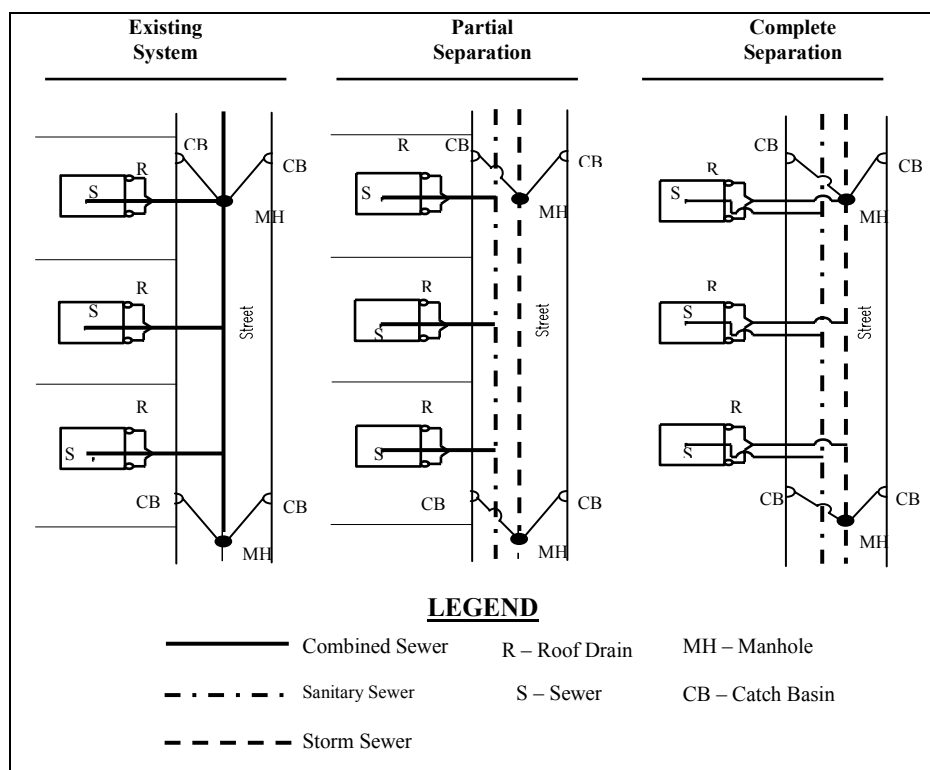 Existing
System
Partial
Separation
Complete
Separation
CB
CB
R
S
MH
R
S
Street
R
S
CB
CB
MH
R
CB
CB
S
MH
R
S
Street
R
S
CB
CB
MH
CB
CB
R
S
MH
R
S
Street
R
S
CB
CB
MH
LEGEND
Combined Sewer
R – Roof Drain
MH – Manhole
Sanitary Sewer
S – Sewer
CB – Catch Basin
Storm Sewer